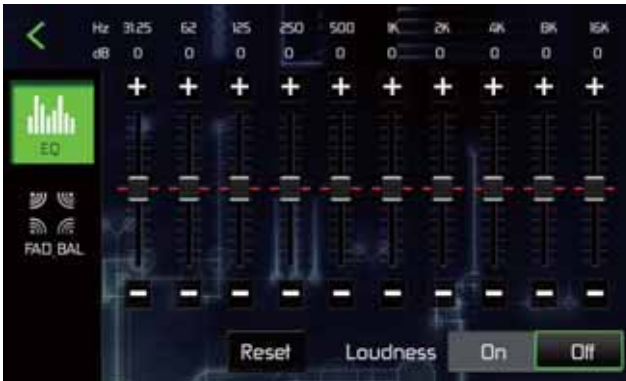 Hz 31.25 62 125 250 500 1K 2K 4K 8K 16K
dB 0 0 0 0 0 0 0 0 0 0
+ + + + + + + + + +
EQ
FAD_BAL
- - - - - - - - - -
Reset Loudness On Off